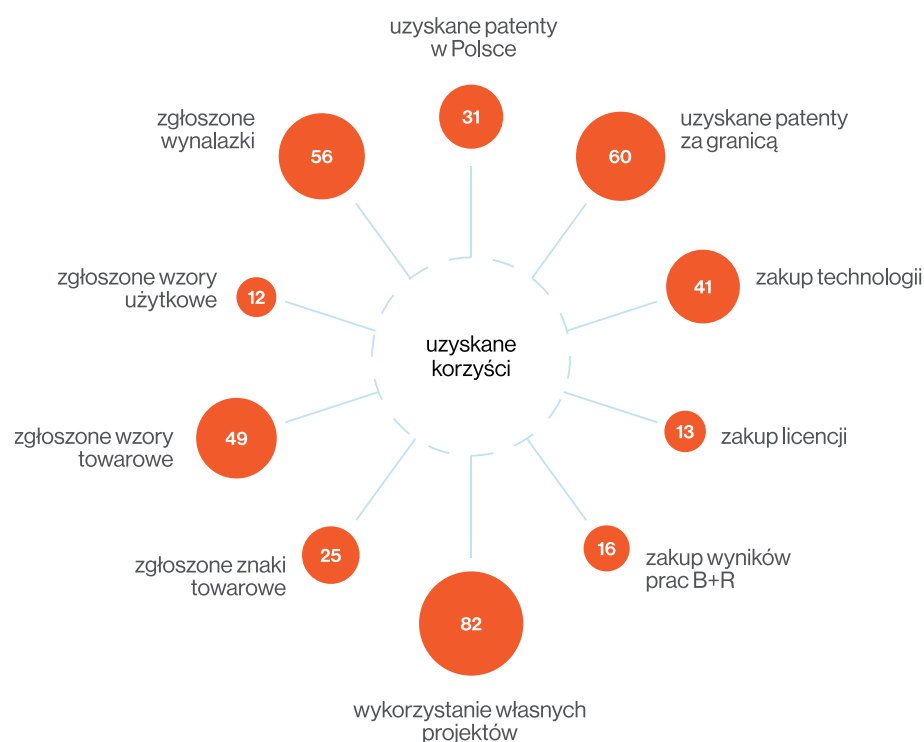 uzyskane patenty
w Polsce
31
zgłoszone
wynalazki
56
uzyskane patenty
za granicą
60
zgłoszone wzory
użytkowe
12
zakup technologii
41
uzyskane
korzyści
zgłoszone wzory
towarowe
49
zakup licencji
13
zgłoszone znaki
towarowe
25
zakup wyników
prac B+R
16
82
wykorzystanie własnych
projektów